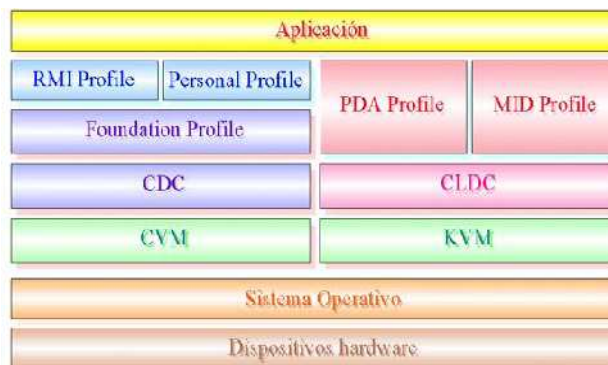 Aplicación
RMI Profile
Personal Profile
PDA Profile
MID Profile
Foundation Profile
CDC
CLDC
CVM
KVM
Sistema Operativo
Dispositivos hardware